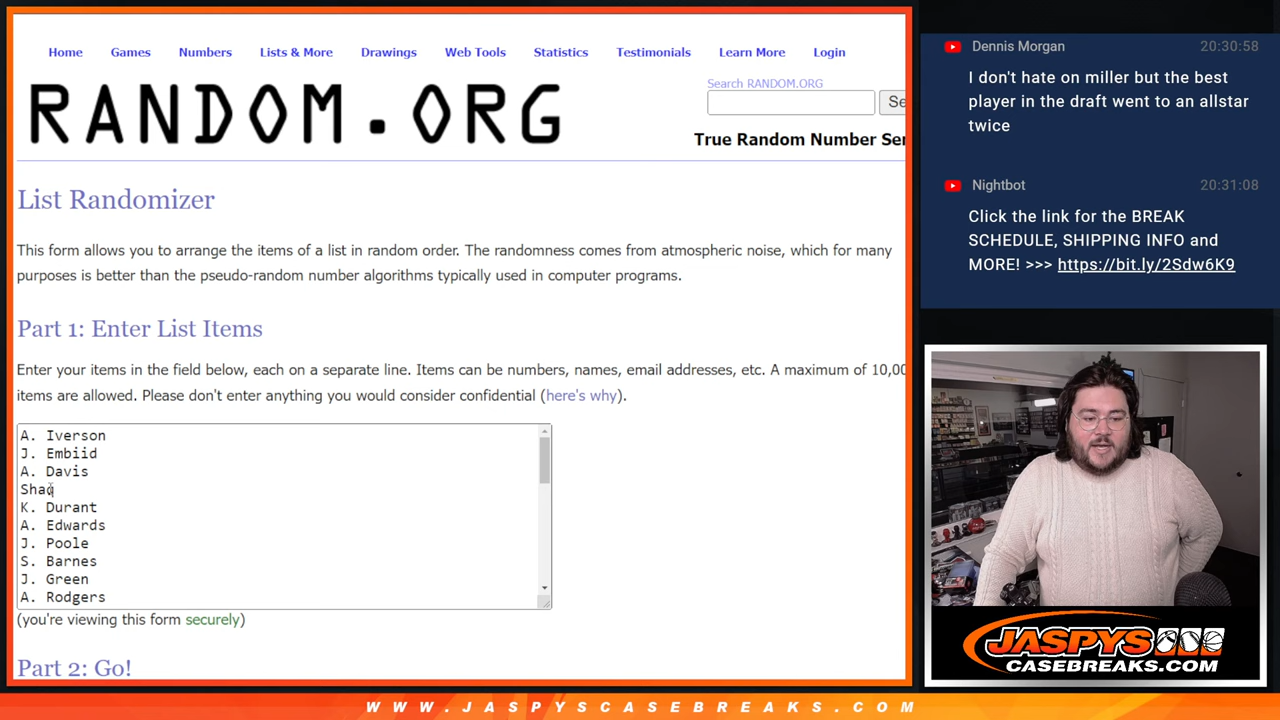 Home Games Numbers Lists & More Drawings Web Tools Statistics Testimonials Learn More Login
RANDOM.ORG
Search RANDOM.ORG
Se
True Random Number Ser
List Randomizer
This form allows you to arrange the items of a list in random order. The randomness comes from atmospheric noise, which for many
purposes is better than the pseudo-random number algorithms typically used in computer programs.
Part 1: Enter List Items
Enter your items in the field below, each on a separate line. Items can be numbers, names, email addresses, etc. A maximum of 10,00
items are allowed. Please don't enter anything you would consider confidential (here's why).
A. Iverson
J. Embiid
A. Davis
Shaq
K. Durant
A. Edwards
J. Poole
S. Barnes
J. Green
A. Rodgers
(you're viewing this form securely)
Part 2: Go!
Dennis Morgan 20:30:58
I don't hate on miller but the best
player in the draft went to an allstar
twice
Nightbot 20:31:08
Click the link for the BREAK
SCHEDULE, SHIPPING INFO and
MORE! >>> https://bit.ly/2Sdw6K9
JASPYS
CASEBREAKS.COM
WWW.JASPYSCASEBREAKS.COM